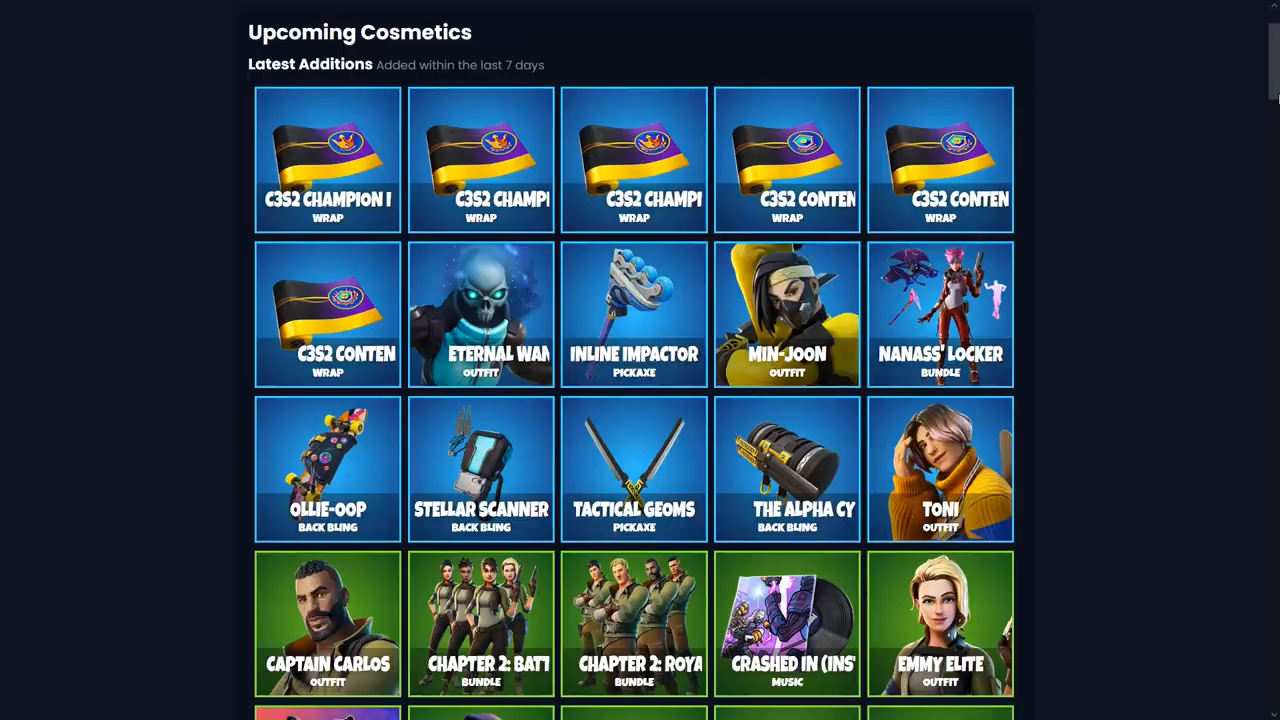 Upcoming Cosmetics
Latest Additions Added within the last 7 days
C3S2 CHAMPION I
WRAP
C3S2 CHAMPI
WRAP
C3S2 CHAMPI
WRAP
C3S2 CONTEN
WRAP
C3S2 CONTEN
WRAP
C3S2 CONTEN
WRAP
ETERNAL WAN
OUTFIT
INLINE IMPACTOR
PICKAXE
MIN-JOON
OUTFIT
NANASS' LOCKER
BUNDLE
OLLIE-OOP
BACK BLING
STELLAR SCANNER
BACK BLING
TACTICAL GEOMS
PICKAXE
THE ALPHA CY
BACK BLING
TONI
OUTFIT
CAPTAIN CARLOS
OUTFIT
CHAPTER 2: BATT
BUNDLE
CHAPTER 2: ROYA
BUNDLE
CRASHED IN (INS
MUSIC
EMMY ELITE
OUTFIT